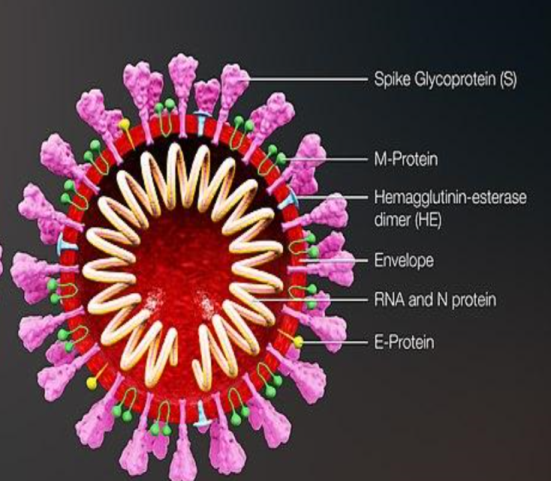 Spike Glycoprotein (S)
M-Protein
Hemagglutinin-esterase
dimer (HE)
Envelope
RNA and N protein
E-Protein